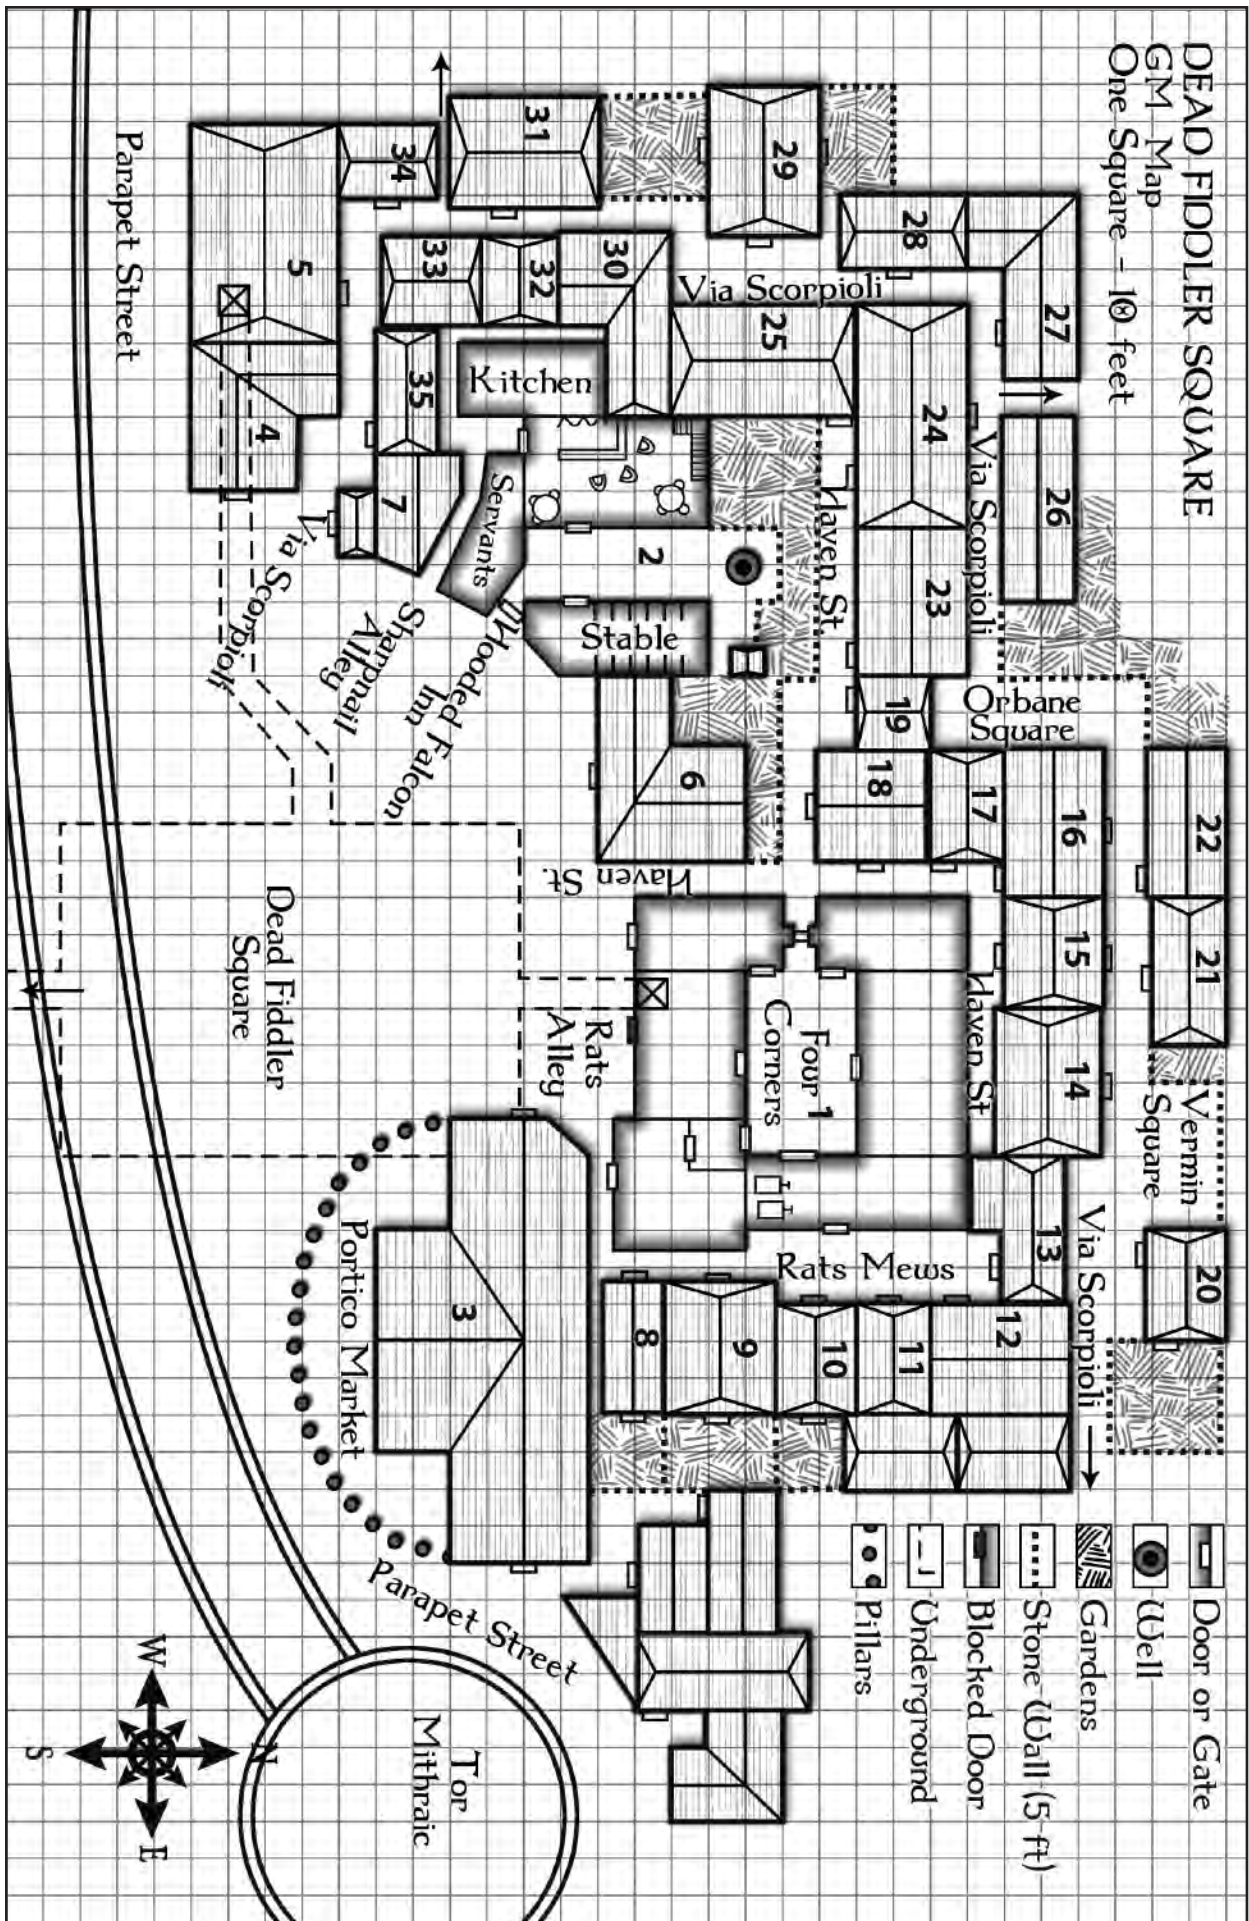 DEAD FIDDLER SQUARE
GM Map
One Square - 10 feet
Door or Gate
Well
Gardens
Stone Wall (5-ft)
Blocked Door
Underground
Pillars
22
21
Vermin
Square
20
27
26
16
15
14
13
Via Scorpioli
12
28
24
Via Scorpioli
23
Orbane
Square
19
18
17
Haven St
11
10
29
Via Scorpioli
25
Haven St
Four 1
Corners
Rats Mews
9
8
31
30
2
6
Haven St.
32
33
Kitchen
Servants
Stable
Rats
Alley
34
35
7
Hooded Falcon
Inn
Sharpnail
Alley
Via Scorpioli
3
Portico Market
5
4
Dead Fiddler
Square
Parapet Street
Parapet Street
Tor
Mithraic
N
W
E
S